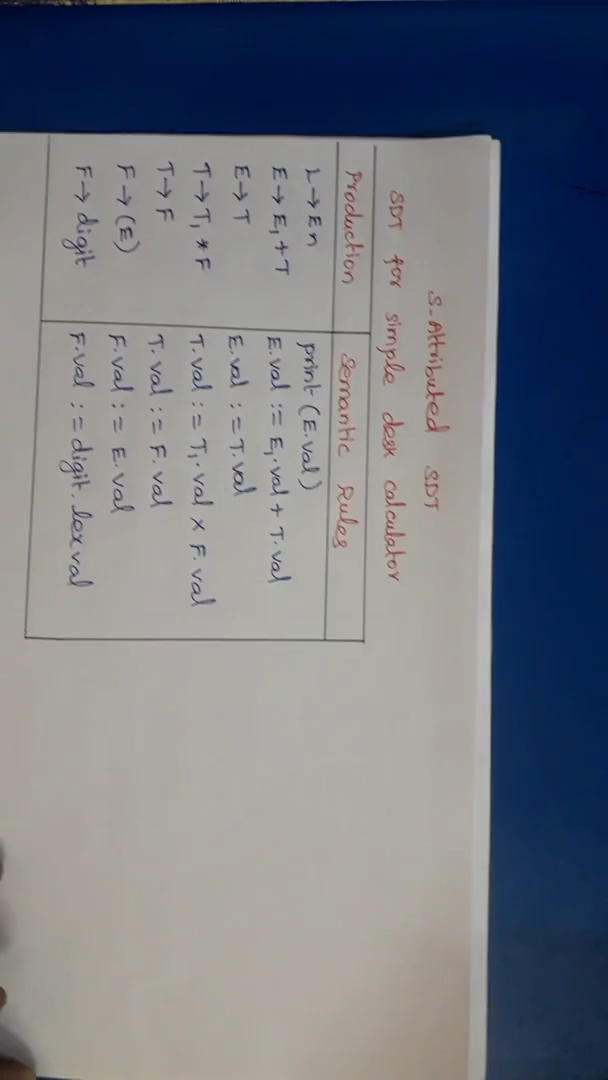 S-Attributed SDT
SDT for simple desk calculator
Production Semantic Rules
L → En print (E.val)
E → E₁ + T E.val := E₁.val + T.val
E → T E.val := T.val
T → T₁ * F T.val := T₁.val × F.val
T → F T.val := F.val
F → (E) F.val := E.val
F → digit F.val := digit.lexval